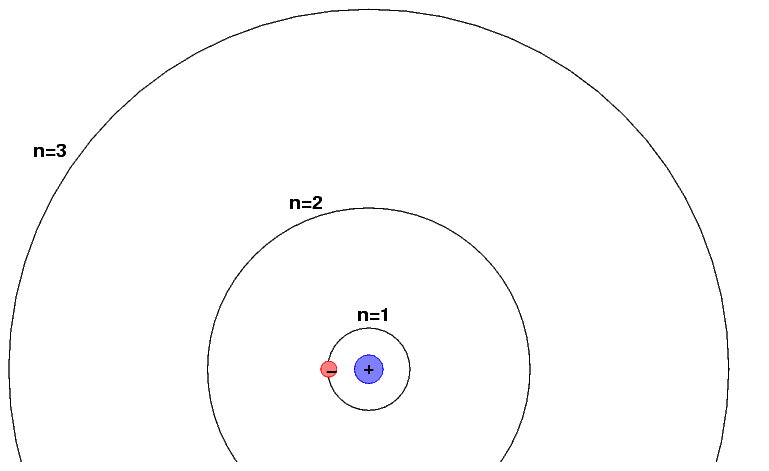 n=3
n=2
n=1
− +